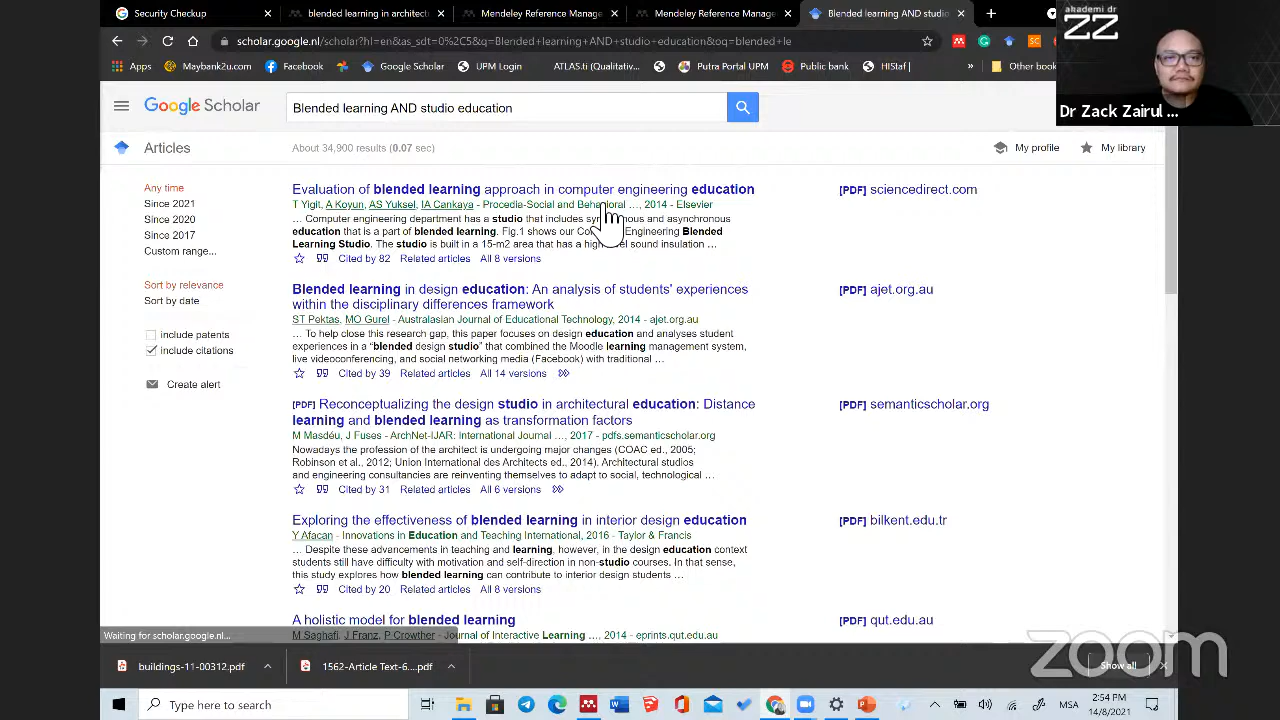 Security Checkup
blended learning in architect
Mendeley Reference Manage
Mendeley Reference Manage
Blended learning AND studio
akademi dr
ZZ
scholar.google.nl/schola
sdt=0%2C5&q=Blended+learning+AND+studio+education&oq=blended+le
Apps
Maybank2u.com
Facebook
Google Scholar
UPM Login
ATLAS.ti (Qualitativ...
Putra Portal UPM
Public bank
HIStaf
»
Other book
Dr Zack Zairul ...
Google Scholar
Blended learning AND studio education
Articles
About 34,900 results (0.07 sec)
My profile
My library
Any time
Since 2021
Since 2020
Since 2017
Custom range...
Sort by relevance
Sort by date
include patents
include citations
Create alert
Evaluation of blended learning approach in computer engineering education
[PDF] sciencedirect.com
T Yigit, A Koyun, AS Yuksel, IA Cankaya - Procedia-Social and Behavioral ..., 2014 - Elsevier
... Computer engineering department has a studio that includes synchronous and asynchronous
education that is a part of blended learning. Fig.1 shows our Computer Engineering Blended
Learning Studio. The studio is built in a 15-m2 area that has a high level sound insulation ...
Cited by 82 Related articles All 8 versions
Blended learning in design education: An analysis of students' experiences
within the disciplinary differences framework
[PDF] ajet.org.au
ST Pektas, MO Gurel - Australasian Journal of Educational Technology, 2014 - ajet.org.au
... To help close this research gap, this paper focuses on design education and analyses student
experiences in a "blended design studio" that combined the Moodle learning management system,
live videoconferencing, and social networking media (Facebook) with traditional ...
Cited by 39 Related articles All 14 versions
[PDF] Reconceptualizing the design studio in architectural education: Distance
learning and blended learning as transformation factors
[PDF] semanticscholar.org
M Masdéu, J Fuses - ArchNet-IJAR: International Journal ..., 2017 - pdfs.semanticscholar.org
Nowadays the profession of the architect is undergoing major changes (COAC ed., 2005;
Robinson et al., 2012; Union International des Architects ed., 2014). Architectural studios
and engineering consultancies are reinventing themselves to adapt to social, technological ...
Cited by 31 Related articles All 6 versions
Exploring the effectiveness of blended learning in interior design education
[PDF] bilkent.edu.tr
Y Afacan - Innovations in Education and Teaching International, 2016 - Taylor & Francis
... Despite these advancements in teaching and learning, however, in the design education context
students still have difficulty with motivation and self-direction in non-studio courses. In that sense,
this study explores how blended learning can contribute to interior design students ...
Cited by 20 Related articles All 8 versions
A holistic model for blended learning
[PDF] qut.edu.au
M Saghafi, J Franz, P Crowther - Journal of Interactive Learning ..., 2014 - eprints.qut.edu.au
Waiting for scholar.google.nl...
zoom
buildings-11-00312.pdf
1562-Article Text-6....pdf
Show all
Type here to search
MSA
2:54 PM
14/8/2021